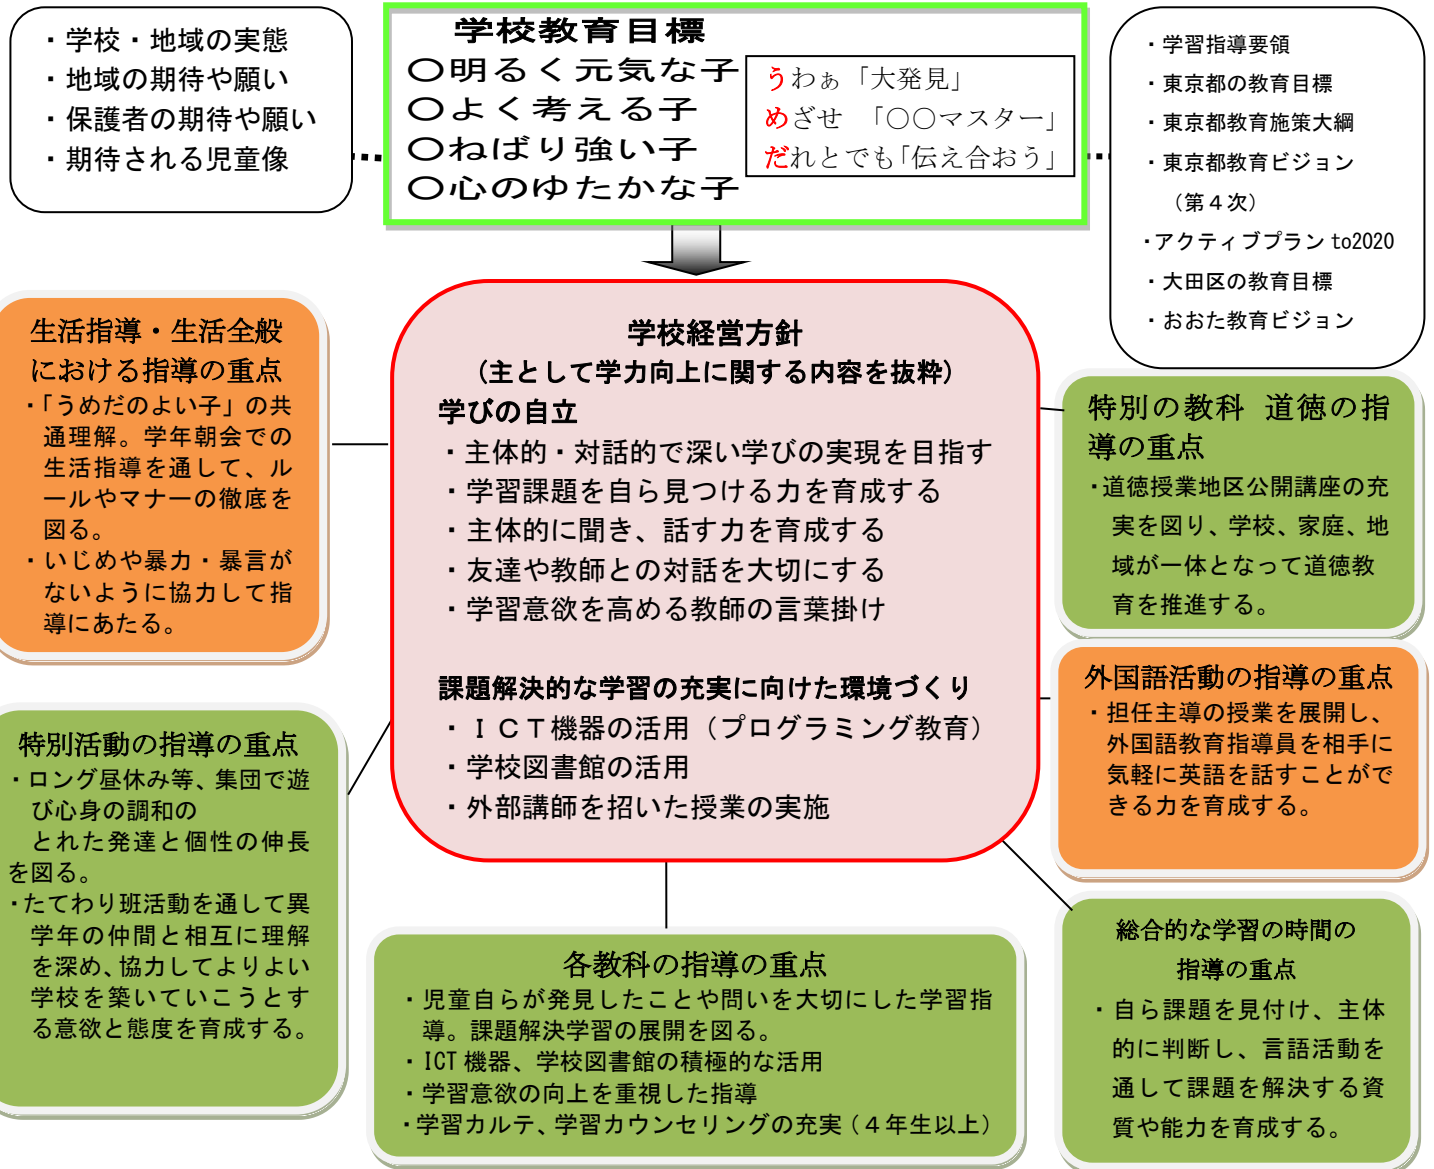 ・学校・地域の実態
・地域の期待や願い
・保護者の期待や願い
・期待される児童像
学校教育目標
〇明るく元気な子
〇よく考える子
〇ねばり強い子
〇心のゆたかな子
うわぁ「大発見」
めざせ 「〇〇マスター」
だれとでも「伝え合おう」
・学習指導要領
・東京都の教育目標
・東京都教育施策大綱
・東京都教育ビジョン
（第４次）
・アクティブプラン to2020
・大田区の教育目標
・おおた教育ビジョン
生活指導・生活全般
における指導の重点
・「うめだのよい子」の共
通理解。学年朝会での
生活指導を通して、ル
ールやマナーの徹底を
図る。
・いじめや暴力・暴言が
ないように協力して指
導にあたる。
学校経営方針
（主として学力向上に関する内容を抜粋）
学びの自立
・主体的・対話的で深い学びの実現を目指す
・学習課題を自ら見つける力を育成する
・主体的に聞き、話す力を育成する
・友達や教師との対話を大切にする
・学習意欲を高める教師の言葉掛け
課題解決的な学習の充実に向けた環境づくり
・ＩＣＴ機器の活用（プログラミング教育）
・学校図書館の活用
・外部講師を招いた授業の実施
特別の教科 道徳の指
導の重点
・道徳授業地区公開講座の充
実を図り、学校、家庭、地
域が一体となって道徳教
育を推進する。
外国語活動の指導の重点
・担任主導の授業を展開し、
外国語教育指導員を相手に
気軽に英語を話すことがで
きる力を育成する。
特別活動の指導の重点
・ロング昼休み等、集団で遊
び心身の調和の
とれた発達と個性の伸長
を図る。
・たてわり班活動を通して異
学年の仲間と相互に理解
を深め、協力してよりよい
学校を築いていこうとす
る意欲と態度を育成する。
各教科の指導の重点
・児童自らが発見したことや問いを大切にした学習指
導。課題解決学習の展開を図る。
・ICT 機器、学校図書館の積極的な活用
・学習意欲の向上を重視した指導
・学習カルテ、学習カウンセリングの充実（４年生以上）
総合的な学習の時間の
指導の重点
・自ら課題を見付け、主体
的に判断し、言語活動を
通して課題を解決する資
質や能力を育成する。